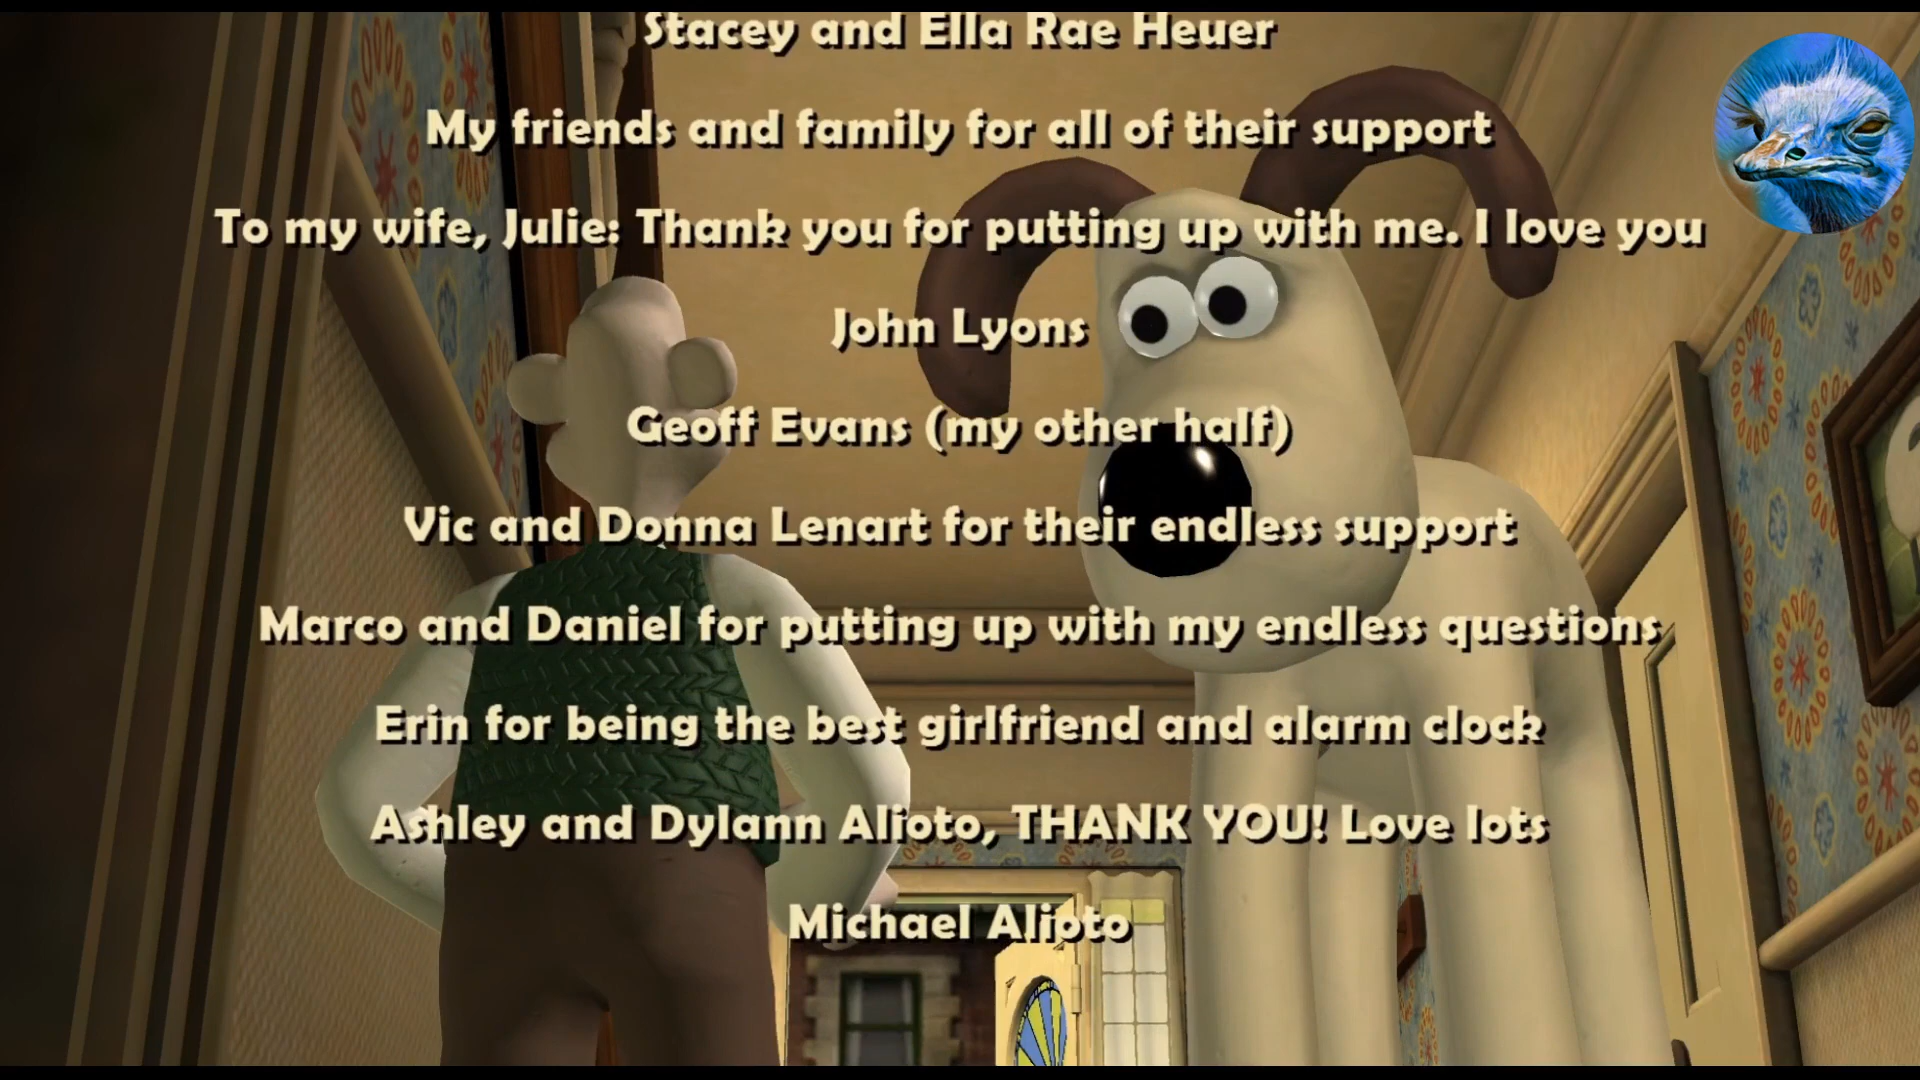 Stacey and Ella Rae Heuer
My friends and family for all of their support
To my wife, Julie: Thank you for putting up with me. I love you
John Lyons
Geoff Evans (my other half)
Vic and Donna Lenart for their endless support
Marco and Daniel for putting up with my endless questions
Erin for being the best girlfriend and alarm clock
Ashley and Dylann Alioto, THANK YOU! Love lots
Michael Alioto